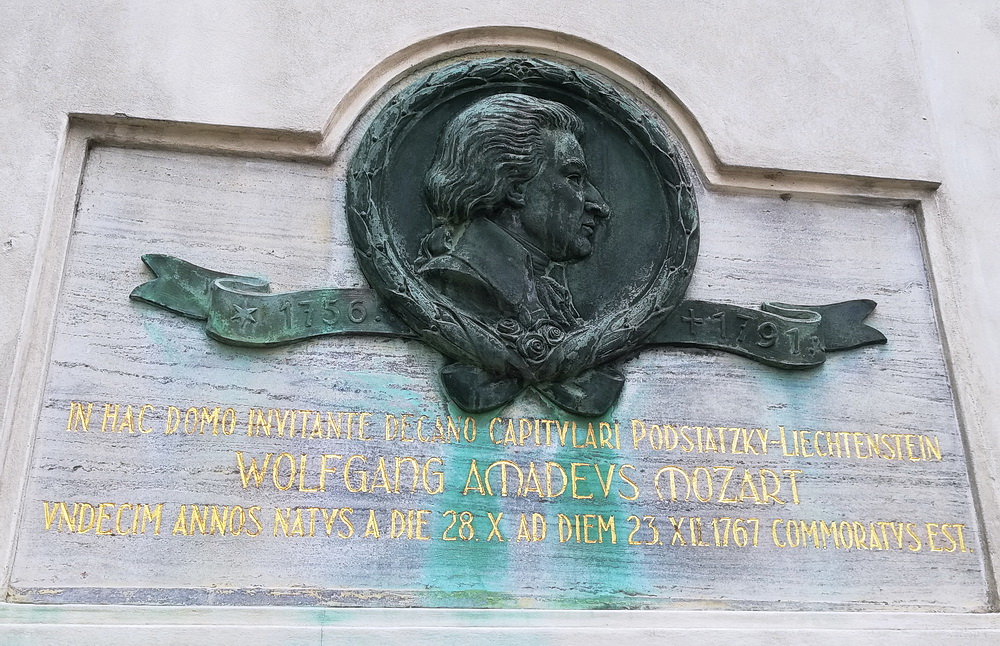 * 1756
+ 1791
IN HAC DOMO INVITANTE DECANO CAPITVLARI PODSTATZKY-LIECHTENSTEIN
WOLFGANG AMADEVS MOZART
VNDECIM ANNOS NATVS A DIE 28. X. AD DIEM 23. XII. 1767 COMMORATVS EST.